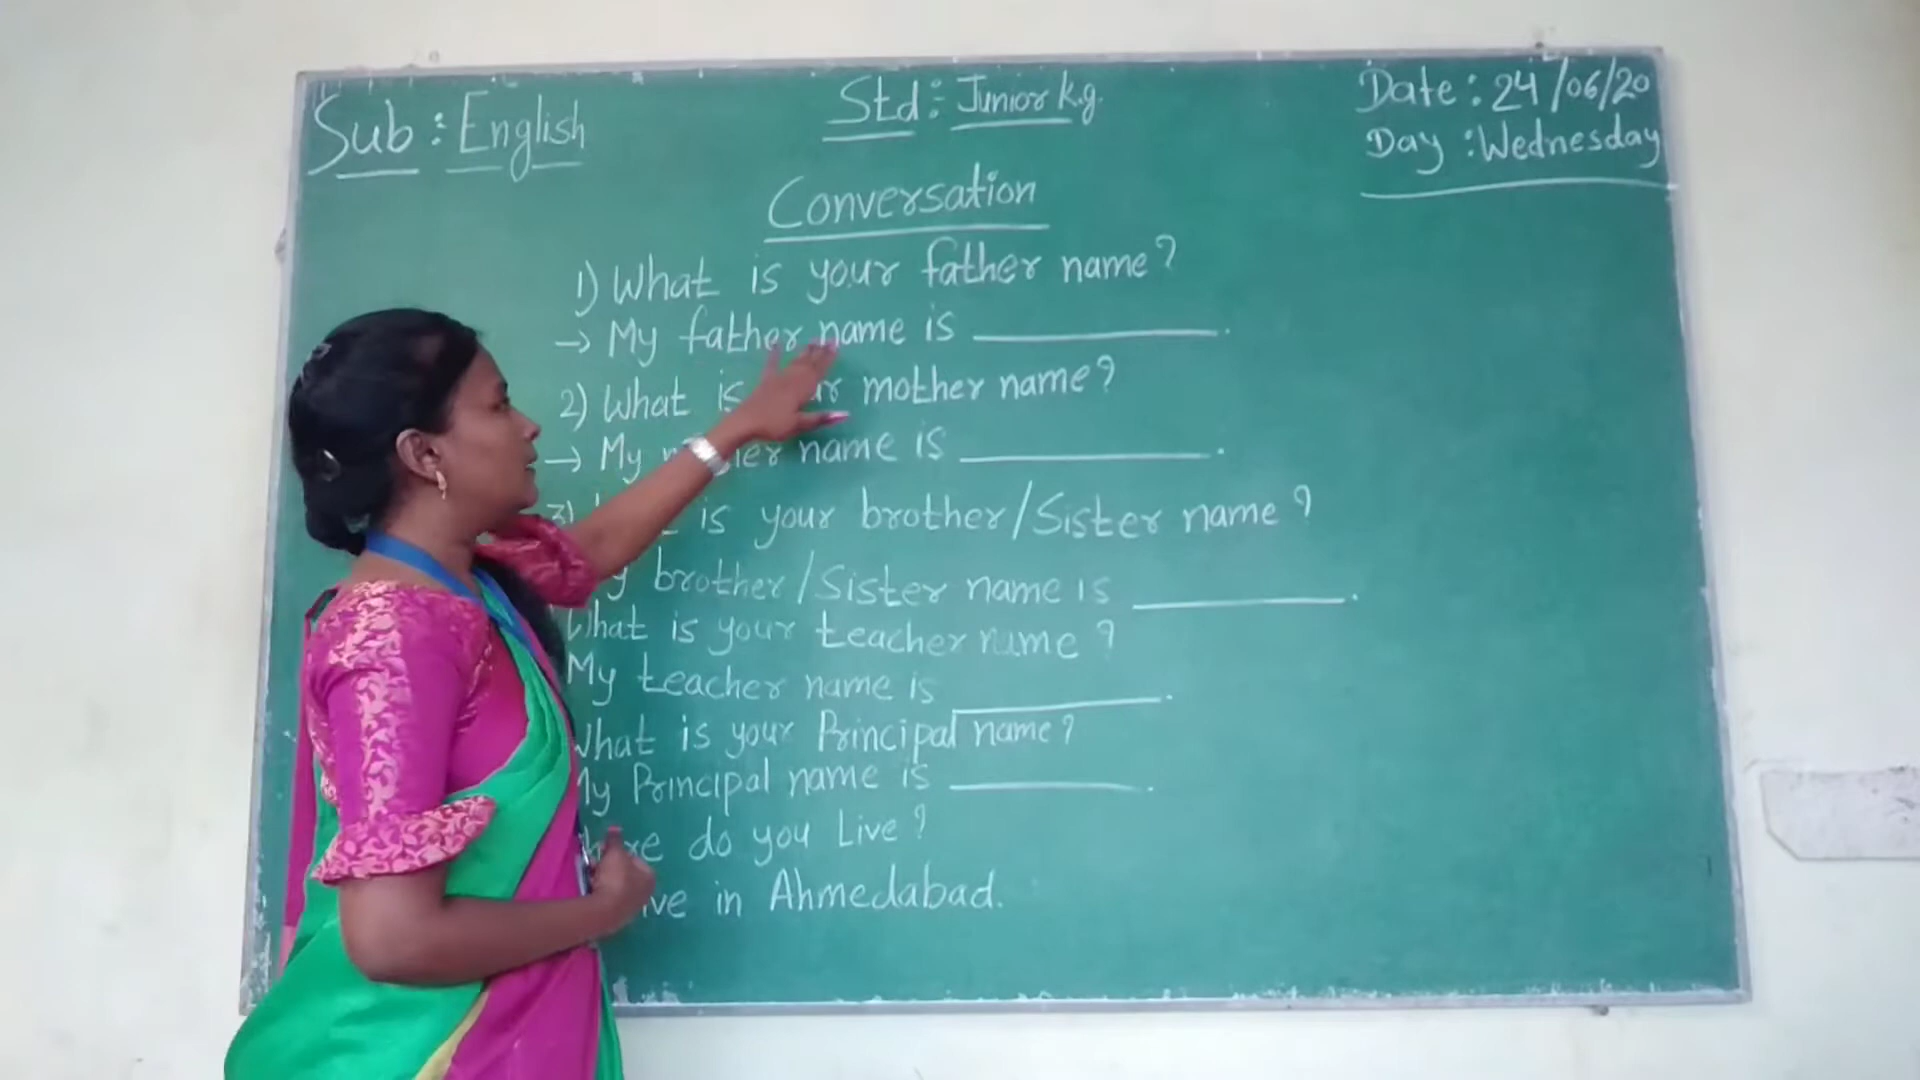 Sub : English
Std : Junior k.g.
Date : 24/06/20
Day : Wednesday
Conversation
1) What is your father name?
→ My father name is ________.
2) What is mother name?
→ My name is ________.
3) is your brother/Sister name?
brother/Sister name is ________.
What is your teacher name?
My teacher name is ________.
What is your Principal name?
My Principal name is ________.
do you Live?
in Ahmedabad.